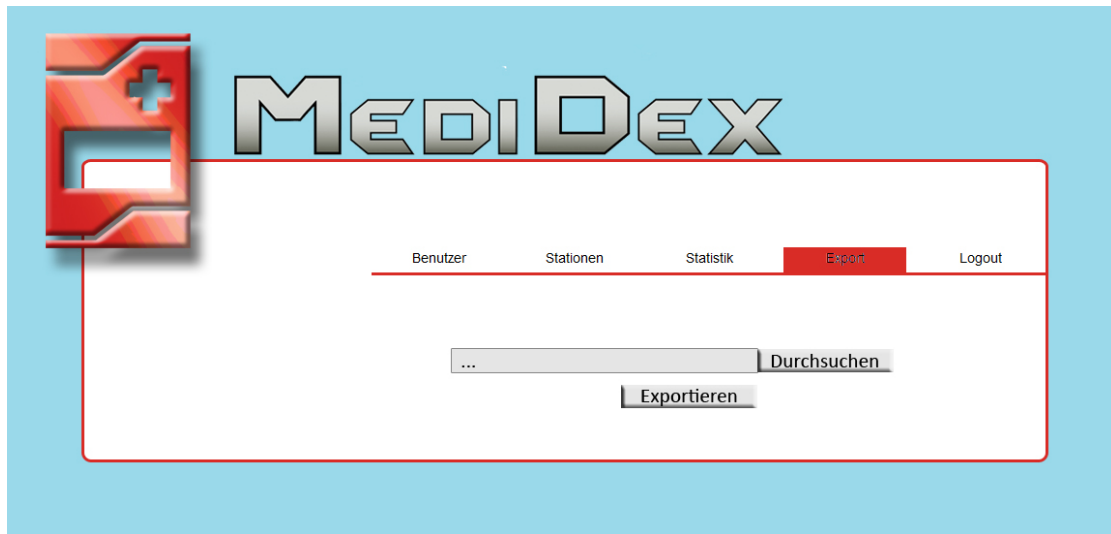 MEDIDEX
Benutzer Stationen Statistik Export Logout
... Durchsuchen
Exportieren